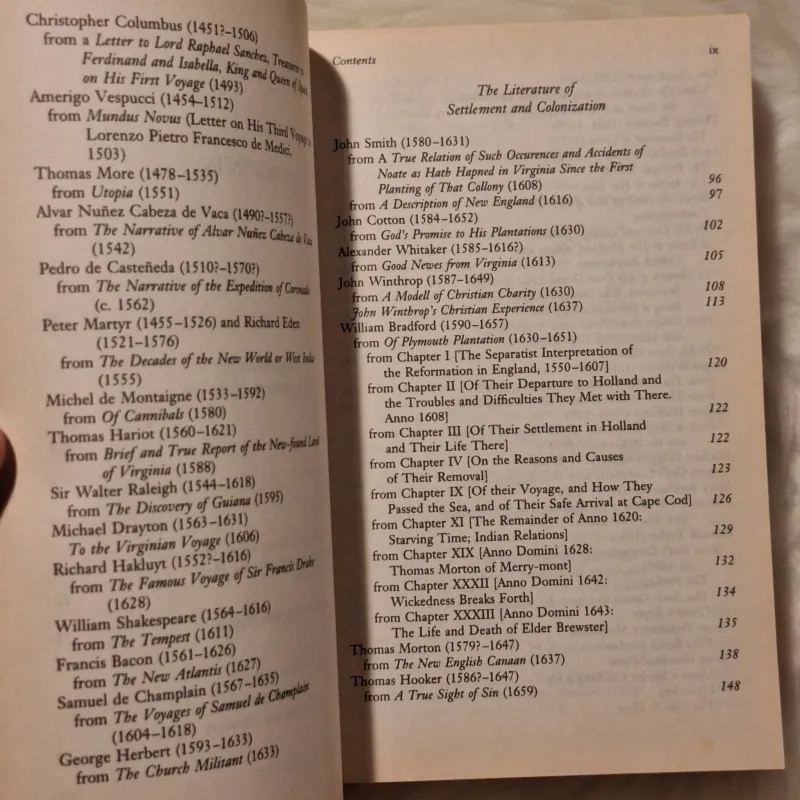 Christopher Columbus (1451?–1506)
from a Letter to Lord Raphael Sanchez, Treasurer to
Ferdinand and Isabella, King and Queen of Spain,
on His First Voyage (1493)
Amerigo Vespucci (1454–1512)
from Mundus Novus (Letter on His Third Voyage to
Lorenzo Pietro Francesco de Medici,
1503)
Thomas More (1478–1535)
from Utopia (1551)
Alvar Nuñez Cabeza de Vaca (1490?–1557?)
from The Narrative of Alvar Nuñez Cabeza de Vaca
(1542)
Pedro de Casteñeda (1510?–1570?)
from The Narrative of the Expedition of Coronado
(c. 1562)
Peter Martyr (1455–1526) and Richard Eden
(1521–1576)
from The Decades of the New World or West India
(1555)
Michel de Montaigne (1533–1592)
from Of Cannibals (1580)
Thomas Hariot (1560–1621)
from Brief and True Report of the New-found Land
of Virginia (1588)
Sir Walter Raleigh (1544–1618)
from The Discovery of Guiana (1595)
Michael Drayton (1563–1631)
To the Virginian Voyage (1606)
Richard Hakluyt (1552?–1616)
from The Famous Voyage of Sir Francis Drake
(1628)
William Shakespeare (1564–1616)
from The Tempest (1611)
Francis Bacon (1561–1626)
from The New Atlantis (1627)
Samuel de Champlain (1567–1635)
from The Voyages of Samuel de Champlain
(1604–1618)
George Herbert (1593–1633)
from The Church Militant (1633)
Contents ix
The Literature of
Settlement and Colonization
John Smith (1580–1631)
from A True Relation of Such Occurences and Accidents of
Noate as Hath Hapned in Virginia Since the First
Planting of That Collony (1608) 96
from A Description of New England (1616) 97
John Cotton (1584–1652)
from God's Promise to His Plantations (1630) 102
Alexander Whitaker (1585–1616?)
from Good Newes from Virginia (1613) 105
John Winthrop (1587–1649)
from A Modell of Christian Charity (1630) 108
John Winthrop's Christian Experience (1637) 113
William Bradford (1590–1657)
from Of Plymouth Plantation (1630–1651)
from Chapter I [The Separatist Interpretation of
the Reformation in England, 1550–1607] 120
from Chapter II [Of Their Departure to Holland and
the Troubles and Difficulties They Met with There.
Anno 1608] 122
from Chapter III [Of Their Settlement in Holland
and Their Life There] 122
from Chapter IV [On the Reasons and Causes
of Their Removal] 123
from Chapter IX [Of their Voyage, and How They
Passed the Sea, and of Their Safe Arrival at Cape Cod] 126
from Chapter XI [The Remainder of Anno 1620:
Starving Time; Indian Relations] 129
from Chapter XIX [Anno Domini 1628:
Thomas Morton of Merry-mont] 132
from Chapter XXXII [Anno Domini 1642:
Wickedness Breaks Forth] 134
from Chapter XXXIII [Anno Domini 1643:
The Life and Death of Elder Brewster] 135
Thomas Morton (1579?–1647)
from The New English Canaan (1637) 138
Thomas Hooker (1586?–1647)
from A True Sight of Sin (1659) 148